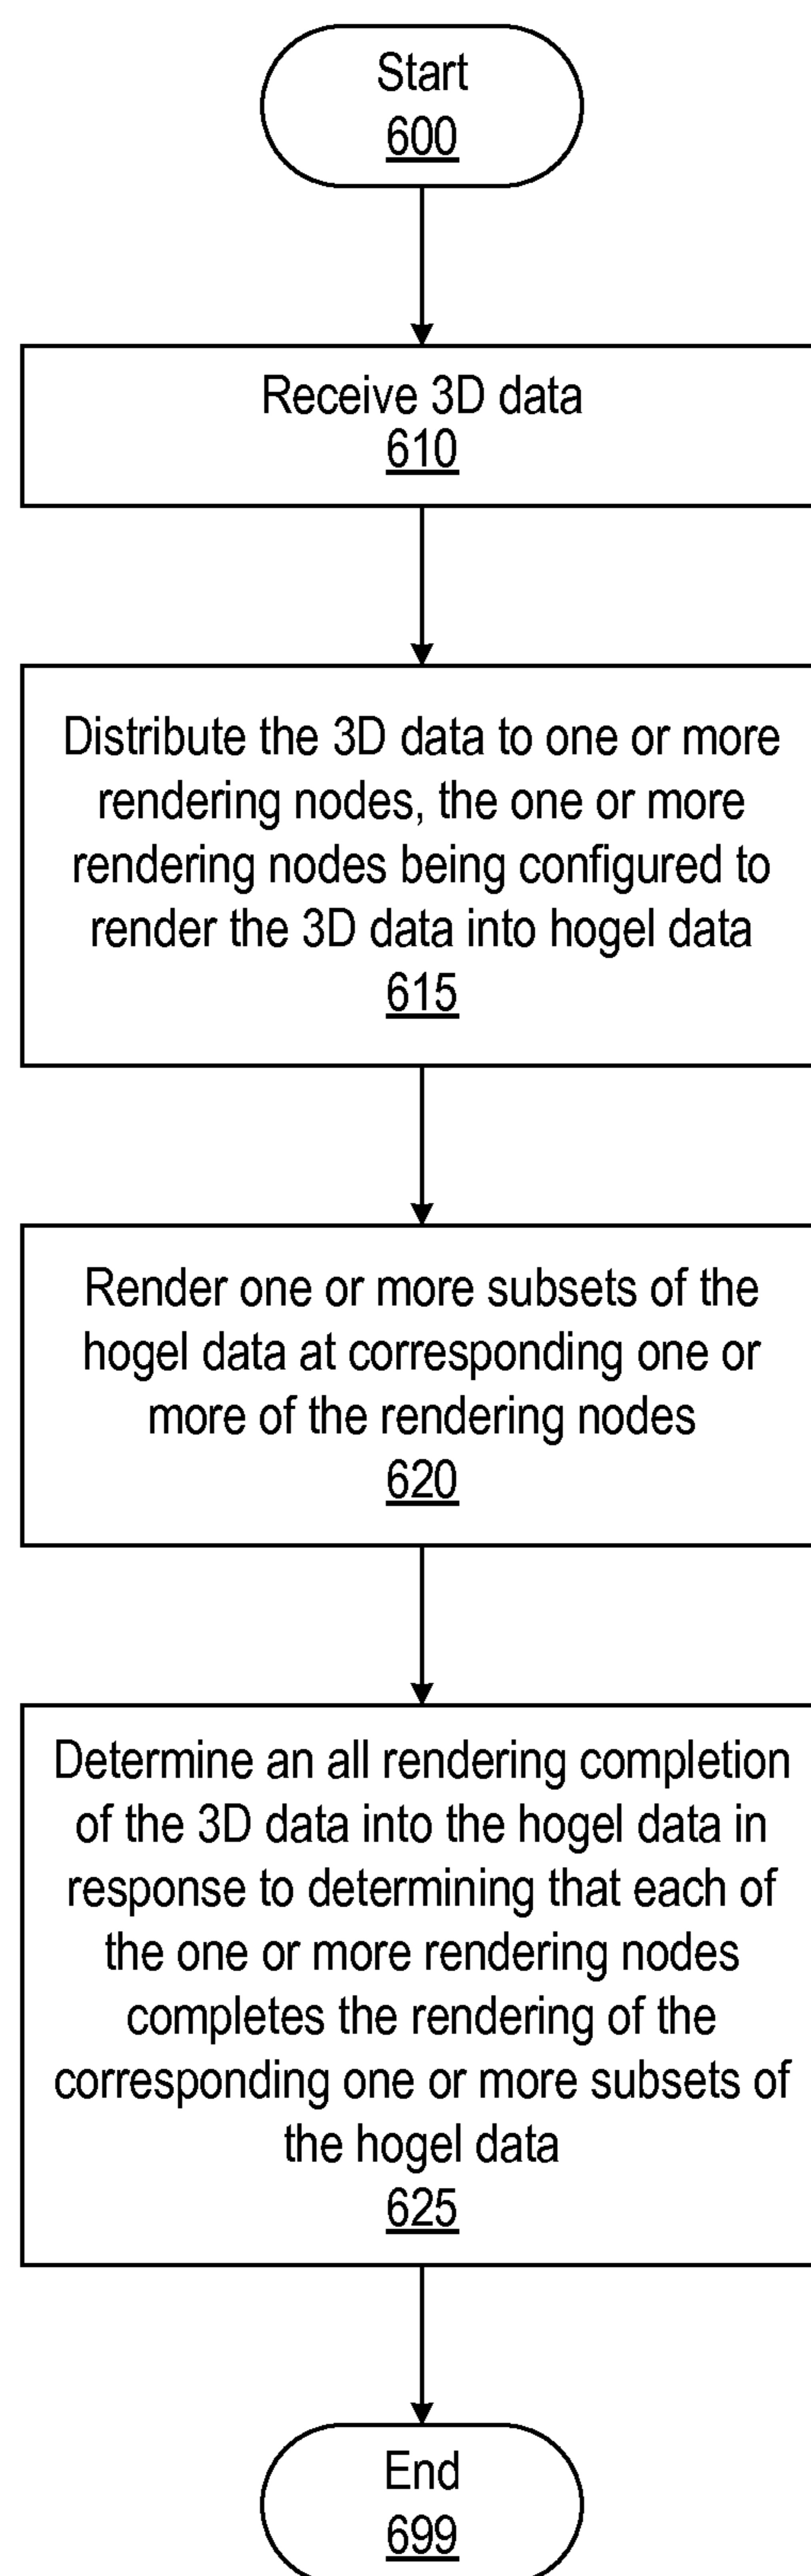 Start
600
Receive 3D data
610
Distribute the 3D data to one or more
rendering nodes, the one or more
rendering nodes being configured to
render the 3D data into hogel data
615
Render one or more subsets of the
hogel data at corresponding one or
more of the rendering nodes
620
Determine an all rendering completion
of the 3D data into the hogel data in
response to determining that each of
the one or more rendering nodes
completes the rendering of the
corresponding one or more subsets of
the hogel data
625
End
699